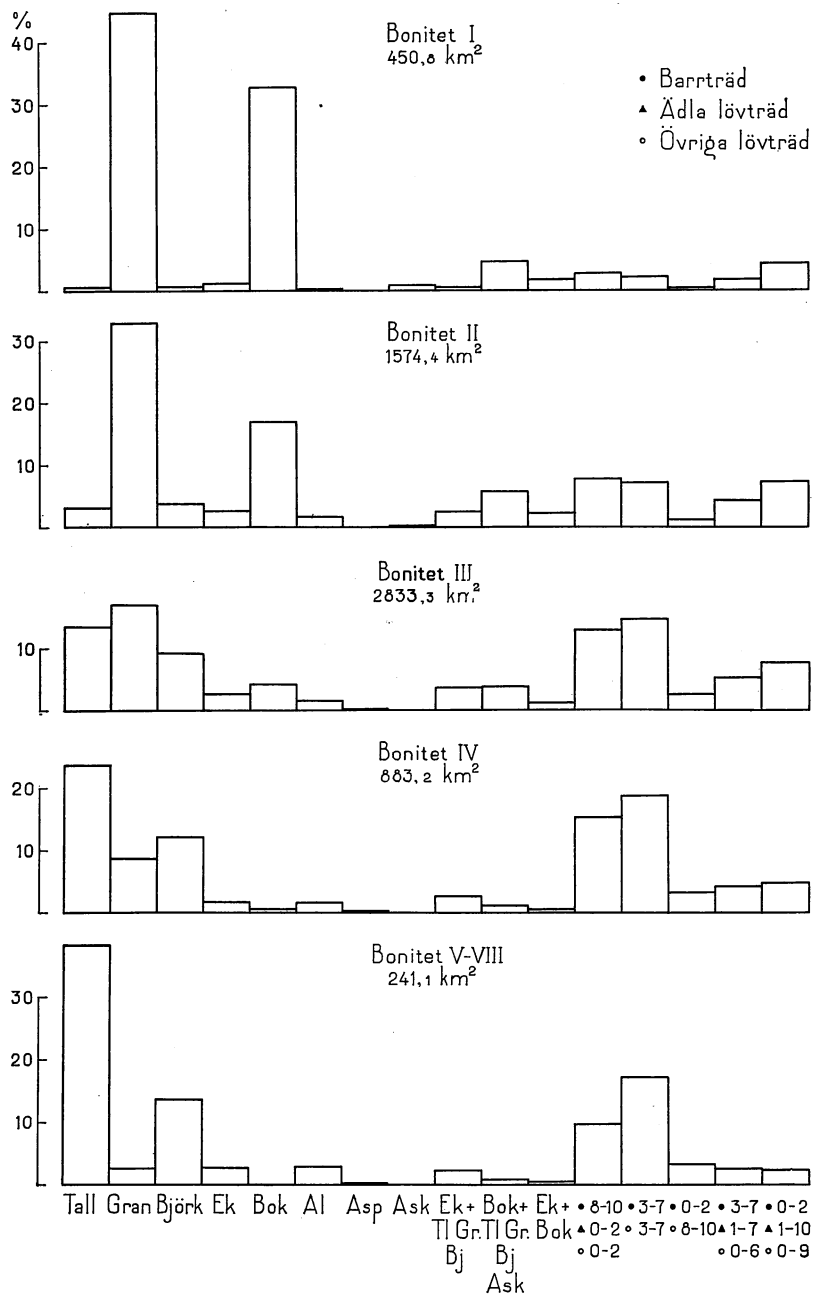 %
Bonitet I
450,8 km²
40
30
20
10
• Barrträd
▲ Ädla lövträd
○ Övriga lövträd
Bonitet II
1574,4 km²
30
20
10
Bonitet III
2833,3 km²
10
Bonitet IV
883,2 km²
20
10
Bonitet V-VIII
241,1 km²
30
20
10
Tall Gran Björk Ek Bok Al Asp Ask Ek+ Bok+ Ek+ • 8-10 • 3-7 • 0-2 • 3-7 • 0-2
Tl Gr. Tl Gr. Bok ▲ 0-2 ○ 3-7 ○ 8-10 ▲ 1-7 ▲ 1-10
Bj Bj ○ 0-2 ○ 0-6 ○ 0-9
Ask